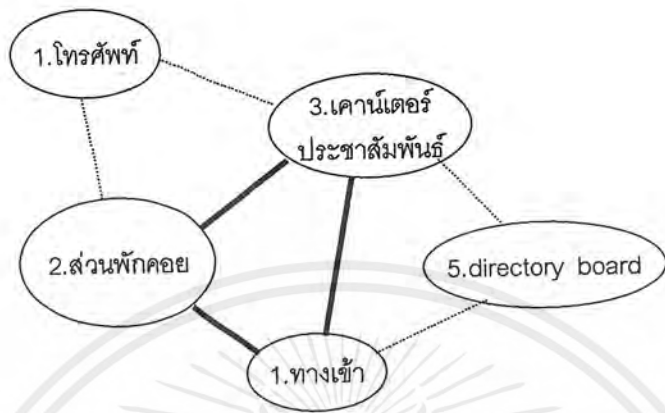 1.โทรศัพท์
3.เคาน์เตอร์
ประชาสัมพันธ์
2.ส่วนพักคอย
5.directory board
1.ทางเข้า